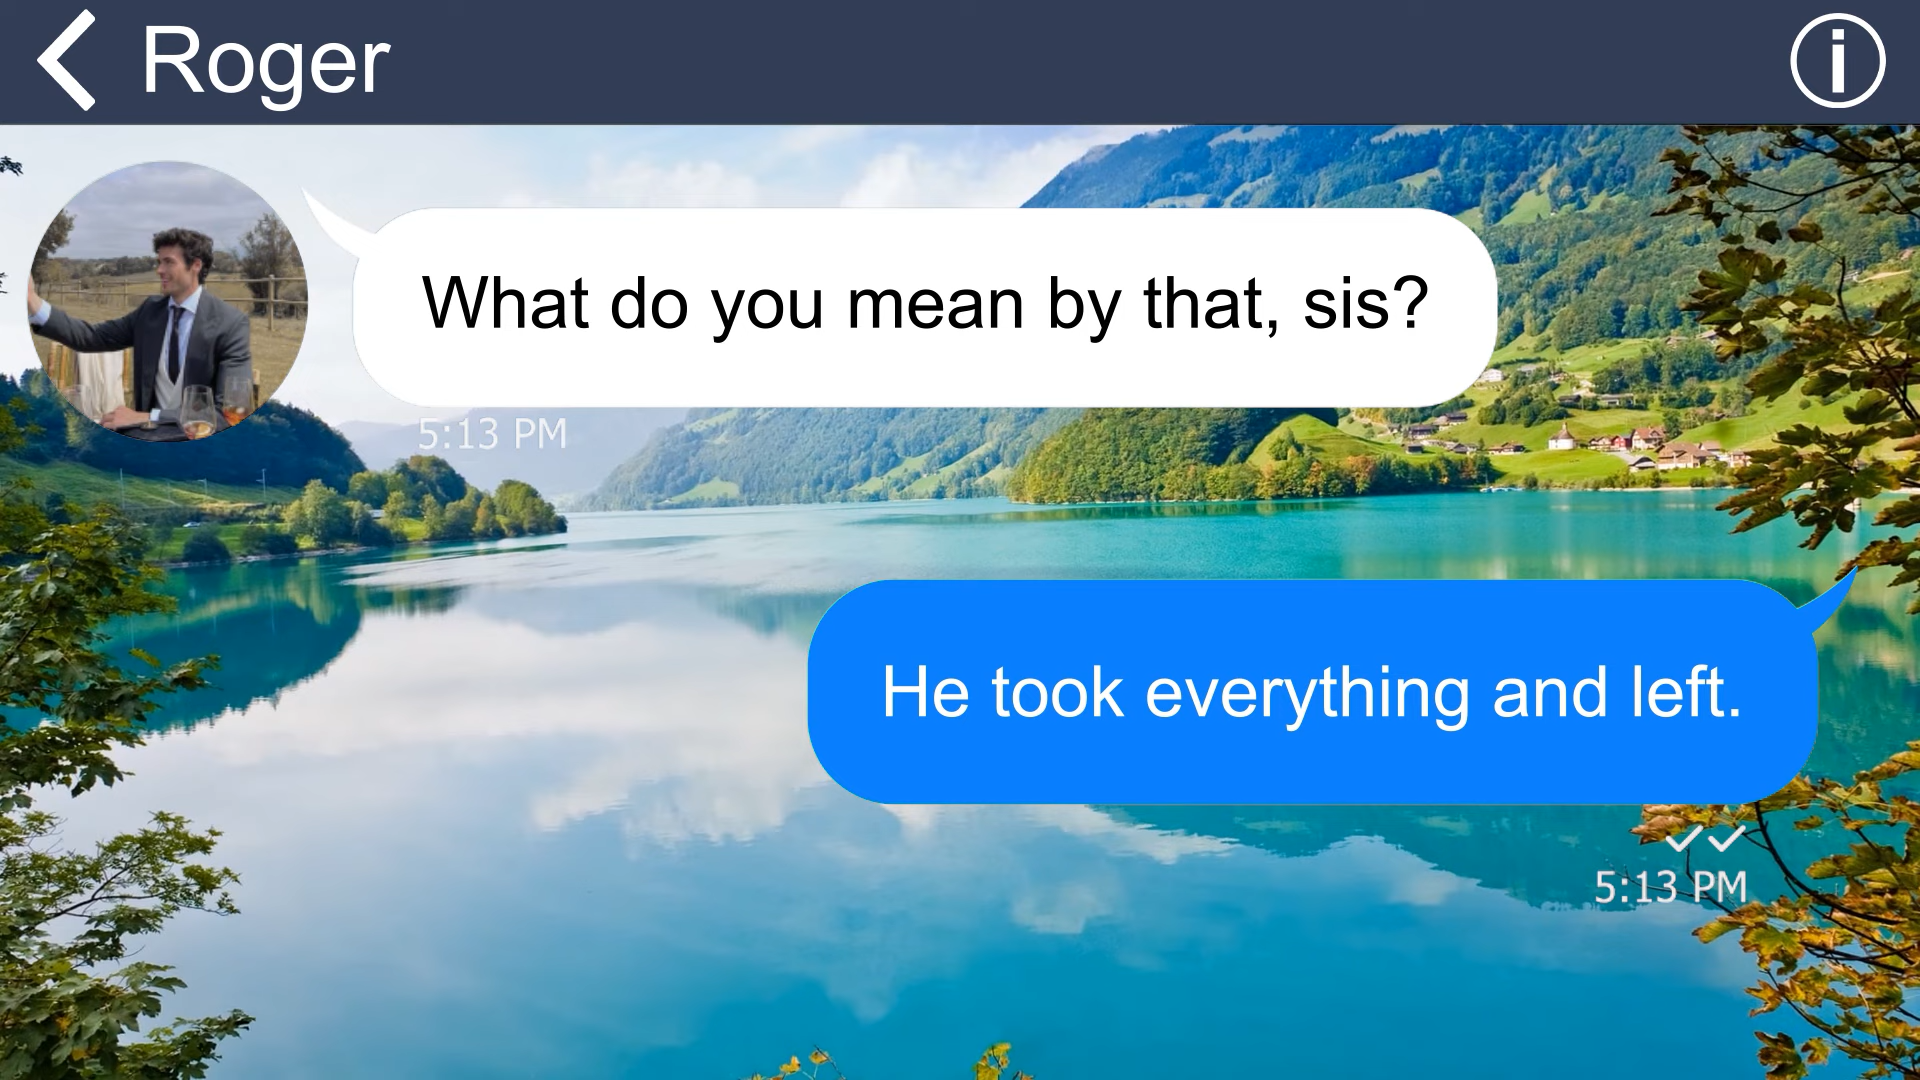 Roger
What do you mean by that, sis?
5:13 PM
He took everything and left.
5:13 PM